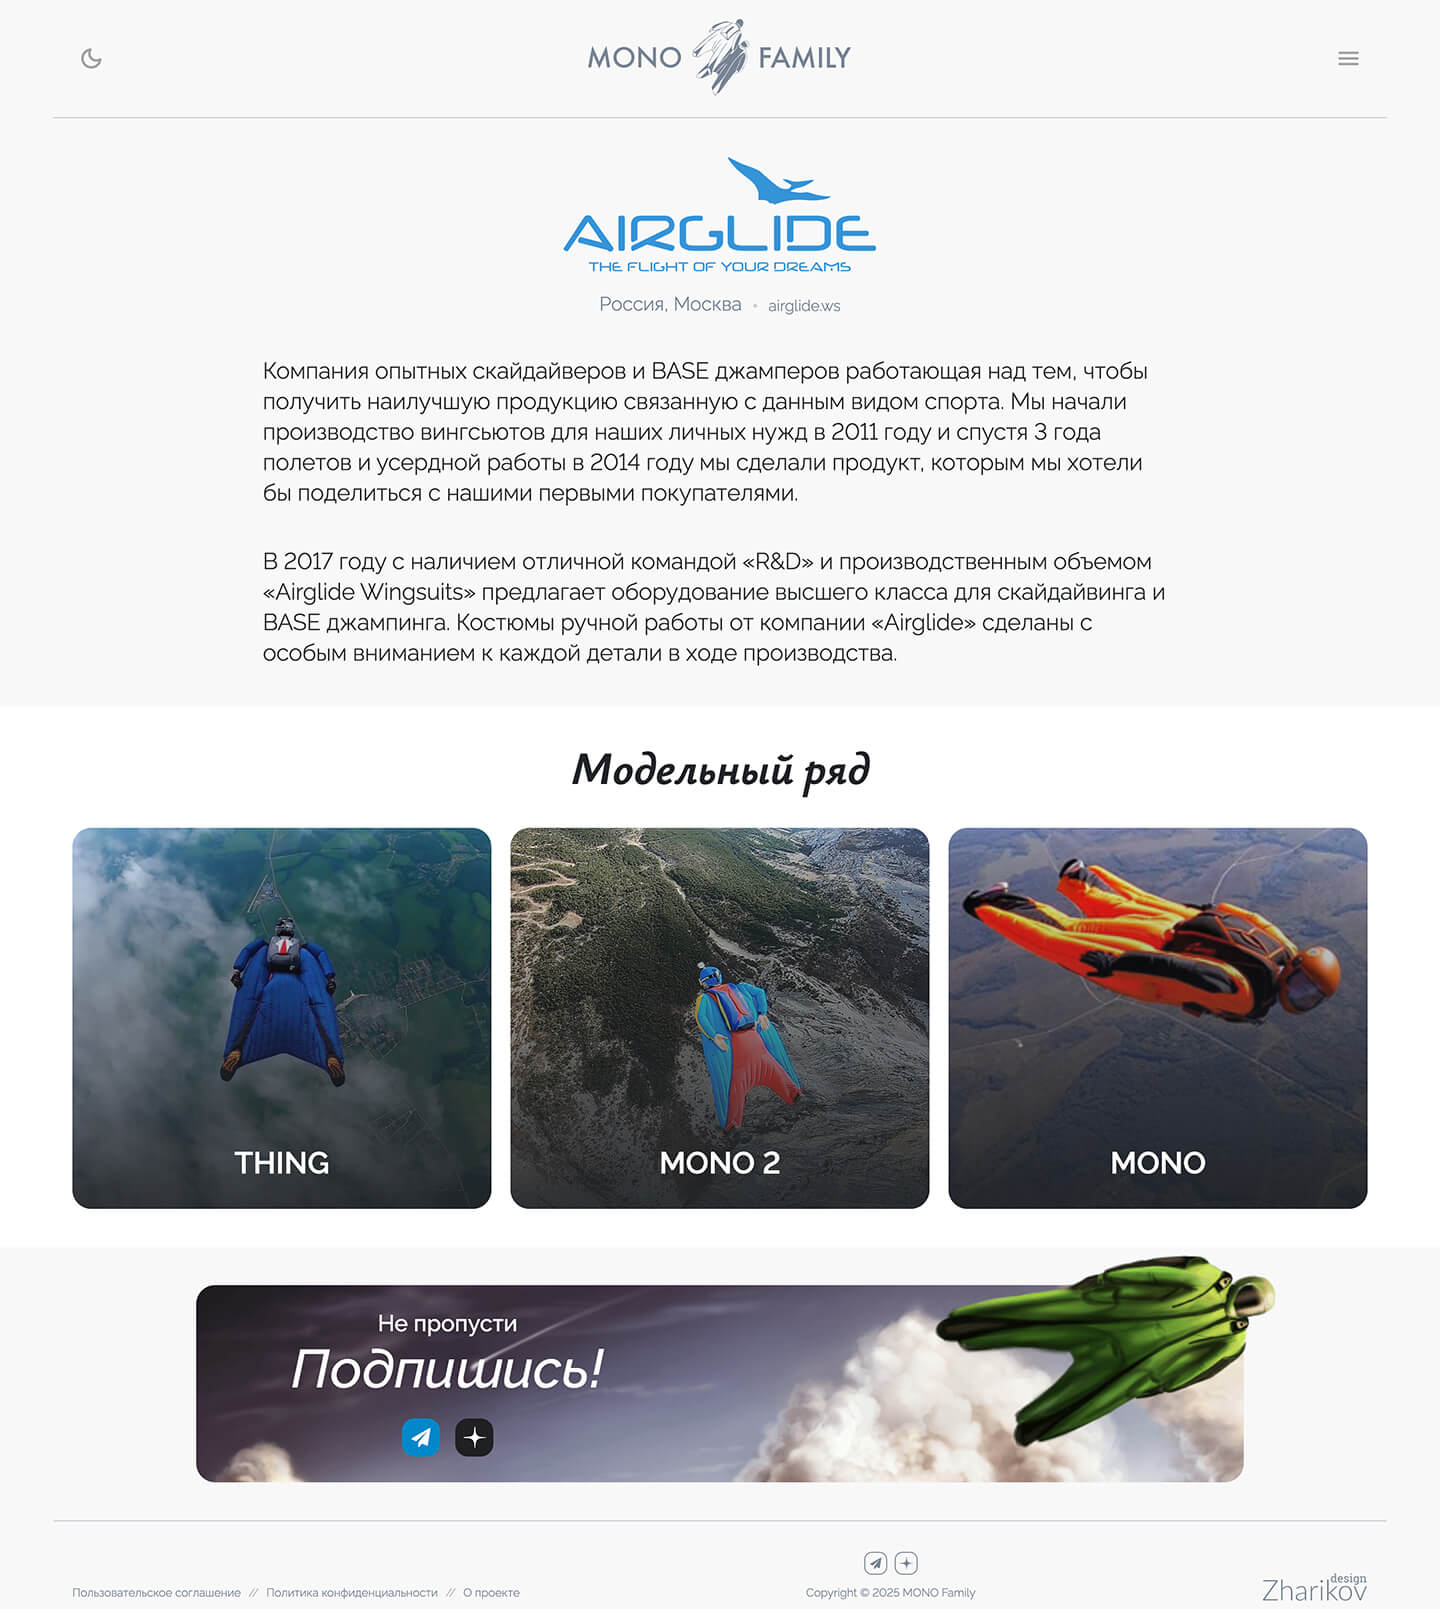 MONO FAMILY
AIRGLIDE
THE FLIGHT OF YOUR DREAMS
Россия, Москва • airglide.ws
Компания опытных скайдайверов и BASE джамперов работающая над тем, чтобы
получить наилучшую продукцию связанную с данным видом спорта. Мы начали
производство вингсьютов для наших личных нужд в 2011 году и спустя 3 года
полетов и усердной работы в 2014 году мы сделали продукт, которым мы хотели
бы поделиться с нашими первыми покупателями.
В 2017 году с наличием отличной командой «R&D» и производственным объемом
«Airglide Wingsuits» предлагает оборудование высшего класса для скайдайвинга и
BASE джампинга. Костюмы ручной работы от компании «Airglide» сделаны с
особым вниманием к каждой детали в ходе производства.
Модельный ряд
THING
MONO 2
MONO
Не пропусти
Подпишись!
Пользовательское соглашение // Политика конфиденциальности // О проекте
Copyright © 2025 MONO Family
design
Zharikov